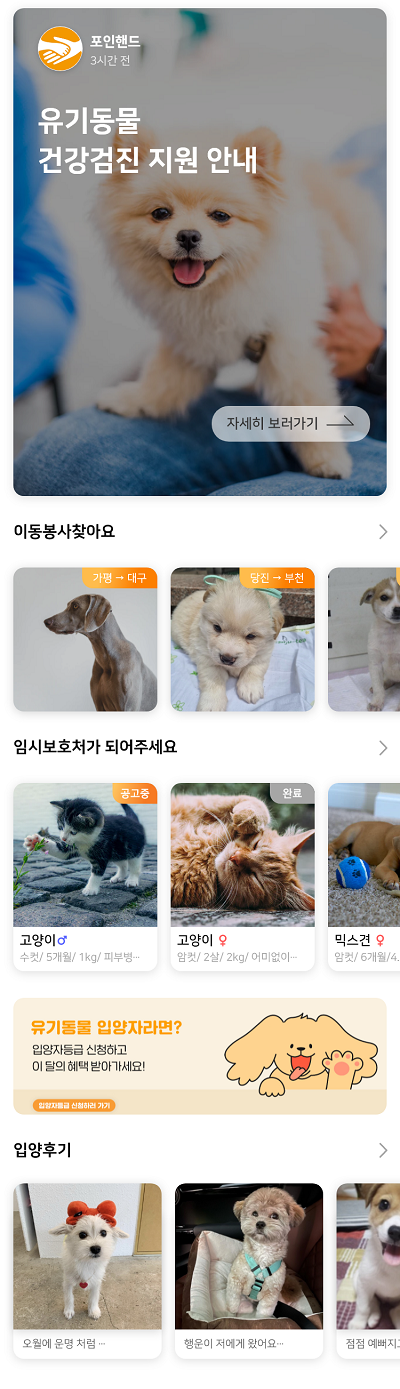 포인핸드
3시간 전
유기동물
건강검진 지원 안내
자세히 보러가기
이동봉사찾아요
가평 → 대구
당진 → 부천
임시보호처가 되어주세요
공고중
완료
고양이♂
수컷/ 5개월/ 1kg/ 피부병···
고양이 ♀
암컷/ 2살/ 2kg/ 어미없이···
믹스견 ♀
암컷/ 6개월/4.
유기동물 입양자라면?
입양자등급 신청하고
이 달의 혜택 받아가세요!
입양자등급 신청하러 가기
입양후기
오월에 운명 처럼 ···
행운이 저에게 왔어요···
점점 예뻐지